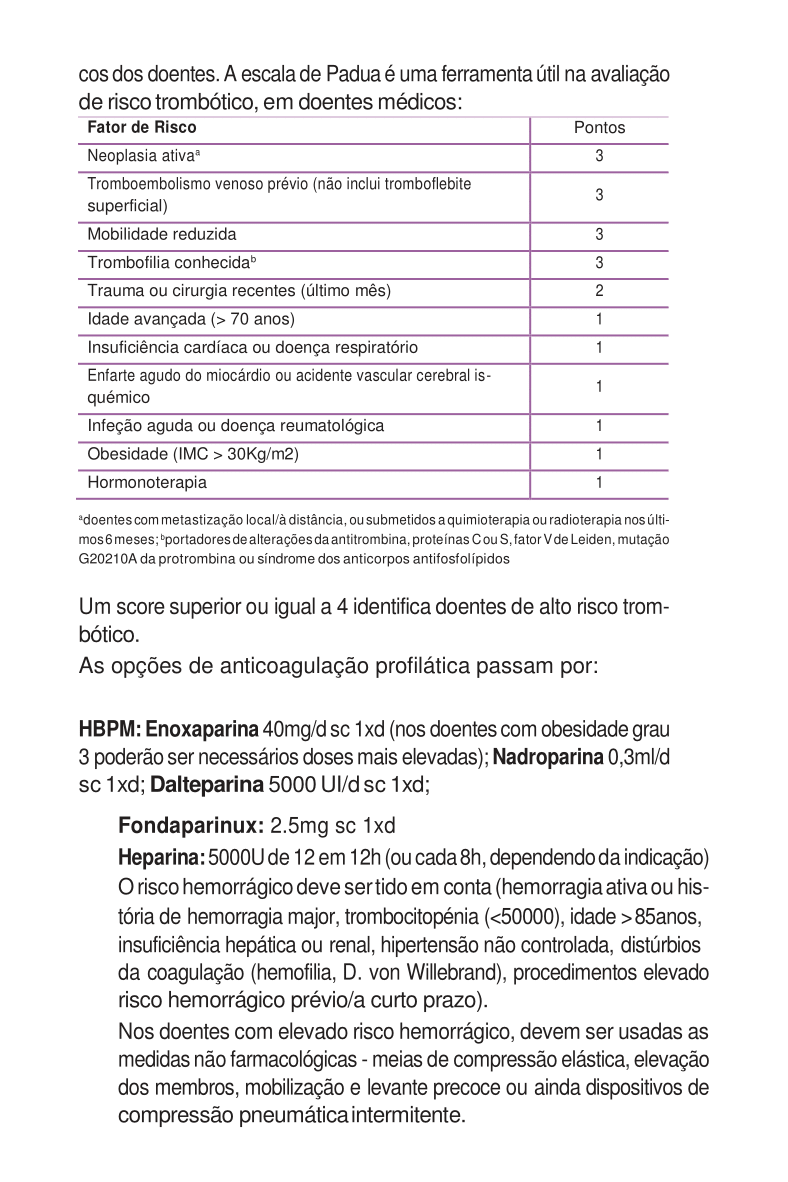 cos dos doentes. A escala de Padua é uma ferramenta útil na avaliação
de risco trombótico, em doentes médicos:
Fator de Risco Pontos
Neoplasia ativaᵃ 3
Tromboembolismo venoso prévio (não inclui tromboflebite
superficial) 3
Mobilidade reduzida 3
Trombofilia conhecidaᵇ 3
Trauma ou cirurgia recentes (último mês) 2
Idade avançada (> 70 anos) 1
Insuficiência cardíaca ou doença respiratório 1
Enfarte agudo do miocárdio ou acidente vascular cerebral is-
quémico 1
Infeção aguda ou doença reumatológica 1
Obesidade (IMC > 30Kg/m2) 1
Hormonoterapia 1
ᵃdoentes com metastização local/à distância, ou submetidos a quimioterapia ou radioterapia nos últi-
mos 6 meses; ᵇportadores de alterações da antitrombina, proteínas C ou S, fator V de Leiden, mutação
G20210A da protrombina ou síndrome dos anticorpos antifosfolípidos
Um score superior ou igual a 4 identifica doentes de alto risco trom-
bótico.
As opções de anticoagulação profilática passam por:
HBPM: Enoxaparina 40mg/d sc 1xd (nos doentes com obesidade grau
3 poderão ser necessários doses mais elevadas); Nadroparina 0,3ml/d
sc 1xd; Dalteparina 5000 UI/d sc 1xd;
Fondaparinux: 2.5mg sc 1xd
Heparina: 5000U de 12 em 12h (ou cada 8h, dependendo da indicação)
O risco hemorrágico deve ser tido em conta (hemorragia ativa ou his-
tória de hemorragia major, trombocitopénia (<50000), idade >85anos,
insuficiência hepática ou renal, hipertensão não controlada, distúrbios
da coagulação (hemofilia, D. von Willebrand), procedimentos elevado
risco hemorrágico prévio/a curto prazo).
Nos doentes com elevado risco hemorrágico, devem ser usadas as
medidas não farmacológicas - meias de compressão elástica, elevação
dos membros, mobilização e levante precoce ou ainda dispositivos de
compressão pneumática intermitente.